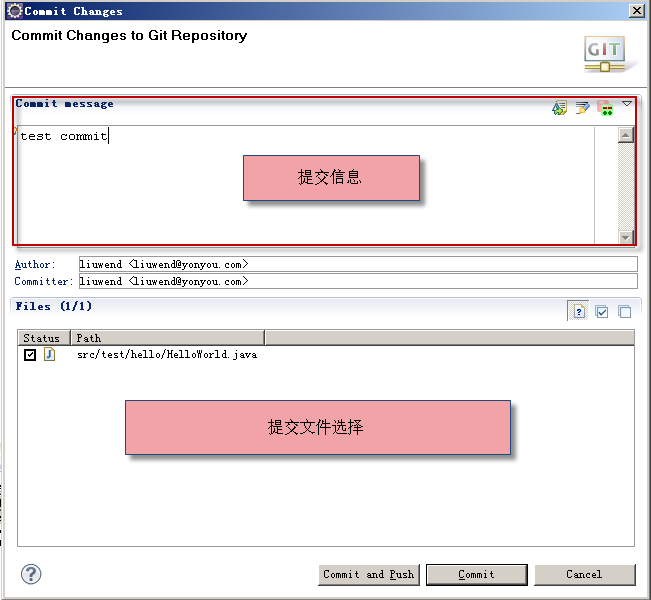 Commit Changes
Commit Changes to Git Repository
GIT
Commit message
test commit
提交信息
Author: liuwend <liuwend@yonyou.com>
Committer: liuwend <liuwend@yonyou.com>
Files (1/1)
Status Path
src/test/hello/HelloWorld.java
提交文件选择
Commit and Push Commit Cancel